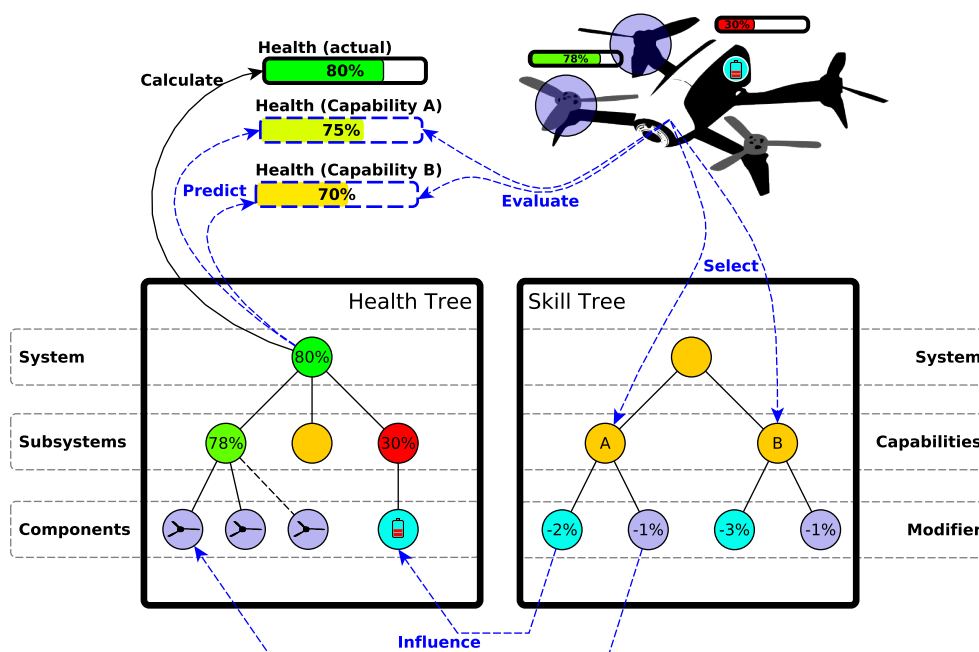 30%
Health (actual)
78%
80%
Calculate
Health (Capability A)
75%
Health (Capability B)
Predict
70%
Evaluate
Select
Health Tree
Skill Tree
System
80%
System
Subsystems
78%
30%
A
B
Capabilities
Components
-2%
-1%
-3%
-1%
Modifier
Influence